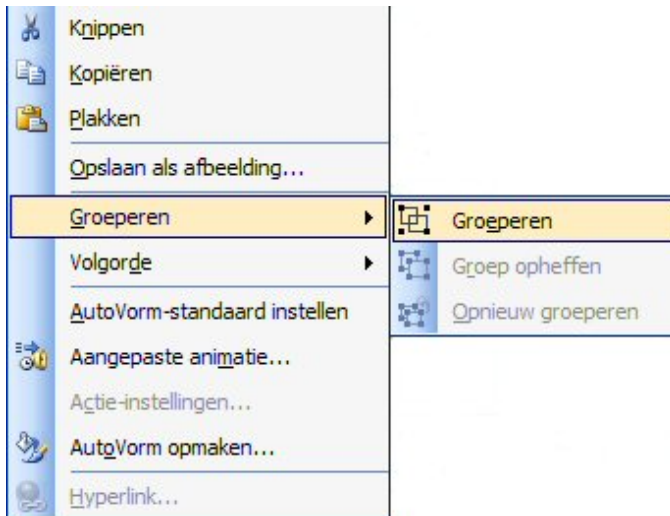 Knippen
Kopiëren
Plakken
Opslaan als afbeelding...
Groeperen
Groeperen
Volgorde
Groep opheffen
Opnieuw groeperen
AutoVorm-standaard instellen
Aangepaste animatie...
Actie-instellingen...
AutoVorm opmaken...
Hyperlink...